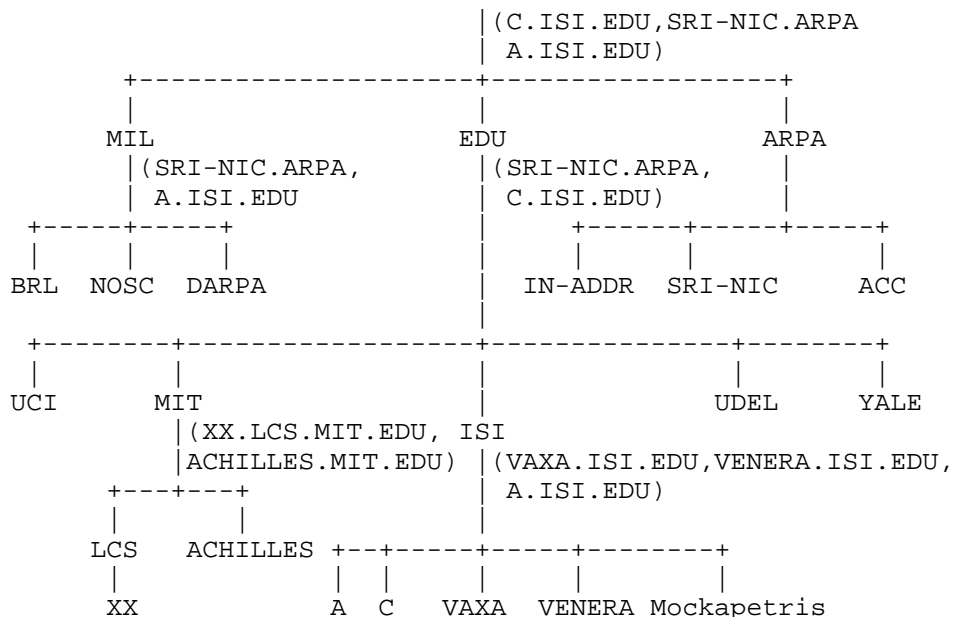 |(C.ISI.EDU,SRI-NIC.ARPA
| A.ISI.EDU)
+---------------------+------------------+
| | |
MIL EDU ARPA
|(SRI-NIC.ARPA, |(SRI-NIC.ARPA, |
| A.ISI.EDU | C.ISI.EDU) |
+-----+-----+ | +------+-----+-----+
| | | | | | |
BRL NOSC DARPA | IN-ADDR SRI-NIC ACC
|
+--------+------------------+---------------+--------+
| | | | |
UCI MIT | UDEL YALE
|(XX.LCS.MIT.EDU, ISI
|ACHILLES.MIT.EDU) |(VAXA.ISI.EDU,VENERA.ISI.EDU,
+---+---+ | A.ISI.EDU)
| | |
LCS ACHILLES +--+-----+-----+--------+
| | | | | |
XX A C VAXA VENERA Mockapetris